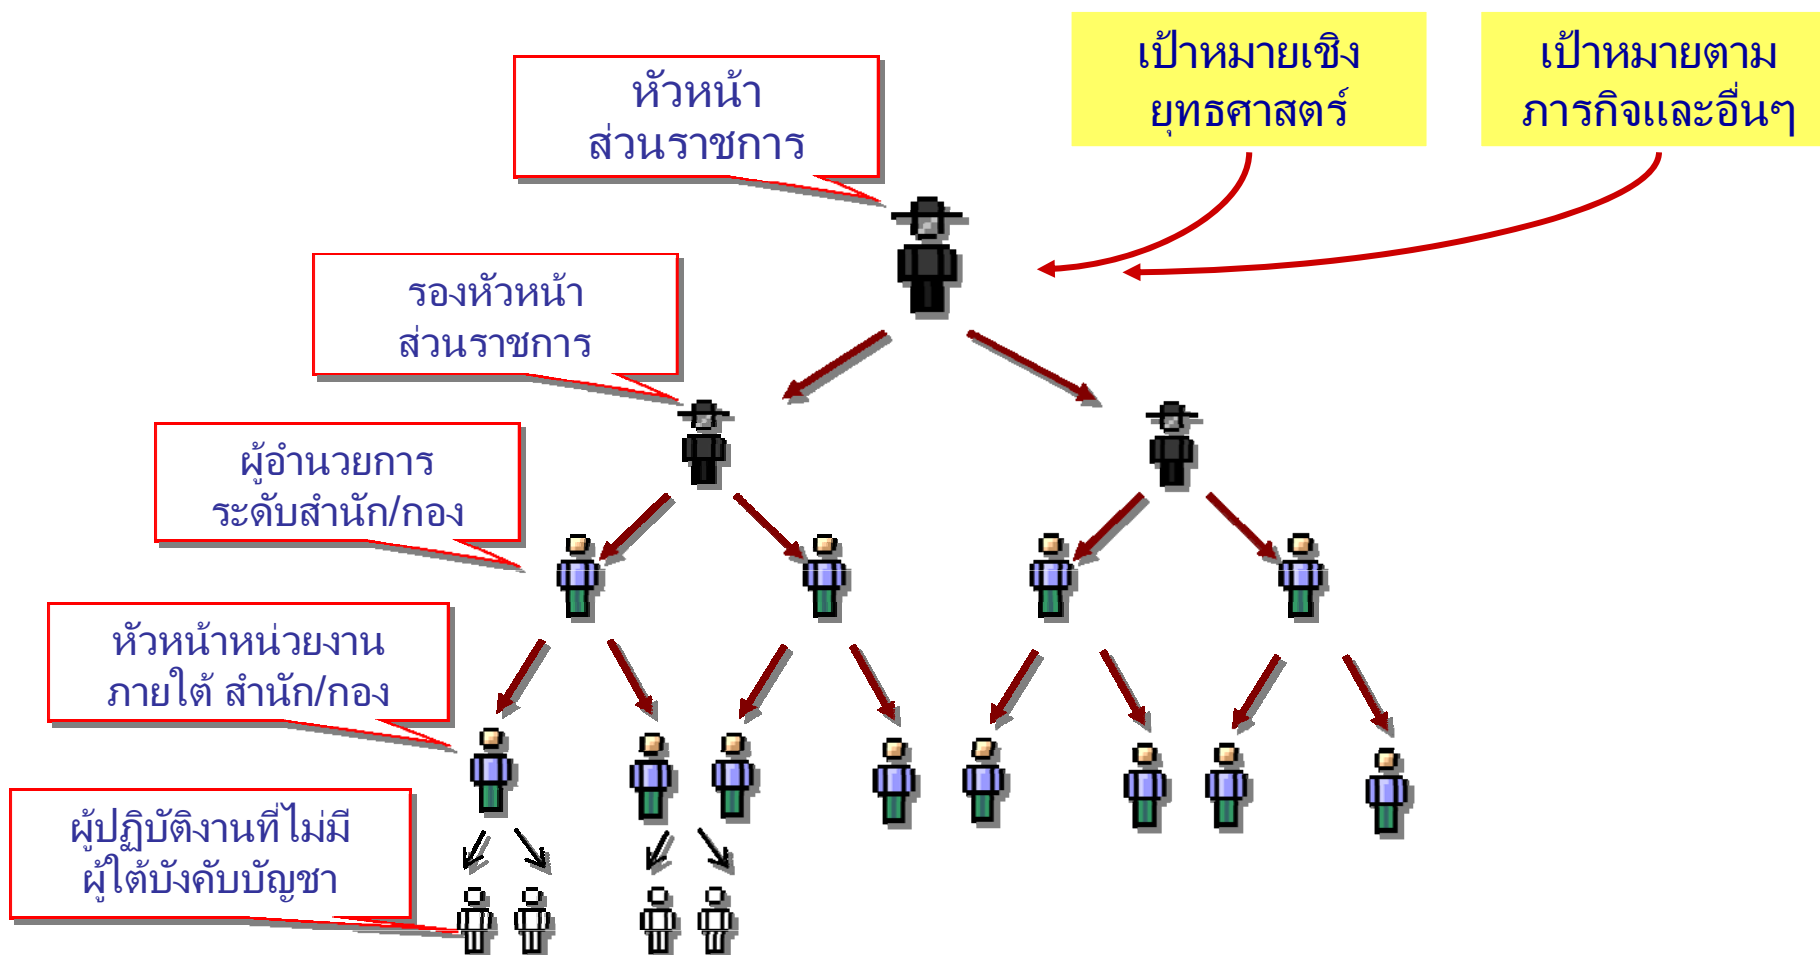 เป้าหมายเชิง
ยุทธศาสตร์
เป้าหมายตาม
ภารกิจและอื่นๆ
หัวหน้า
ส่วนราชการ
รองหัวหน้า
ส่วนราชการ
ผู้อำนวยการ
ระดับสำนัก/กอง
หัวหน้าหน่วยงาน
ภายใต้ สำนัก/กอง
ผู้ปฏิบัติงานที่ไม่มี
ผู้ใต้บังคับบัญชา